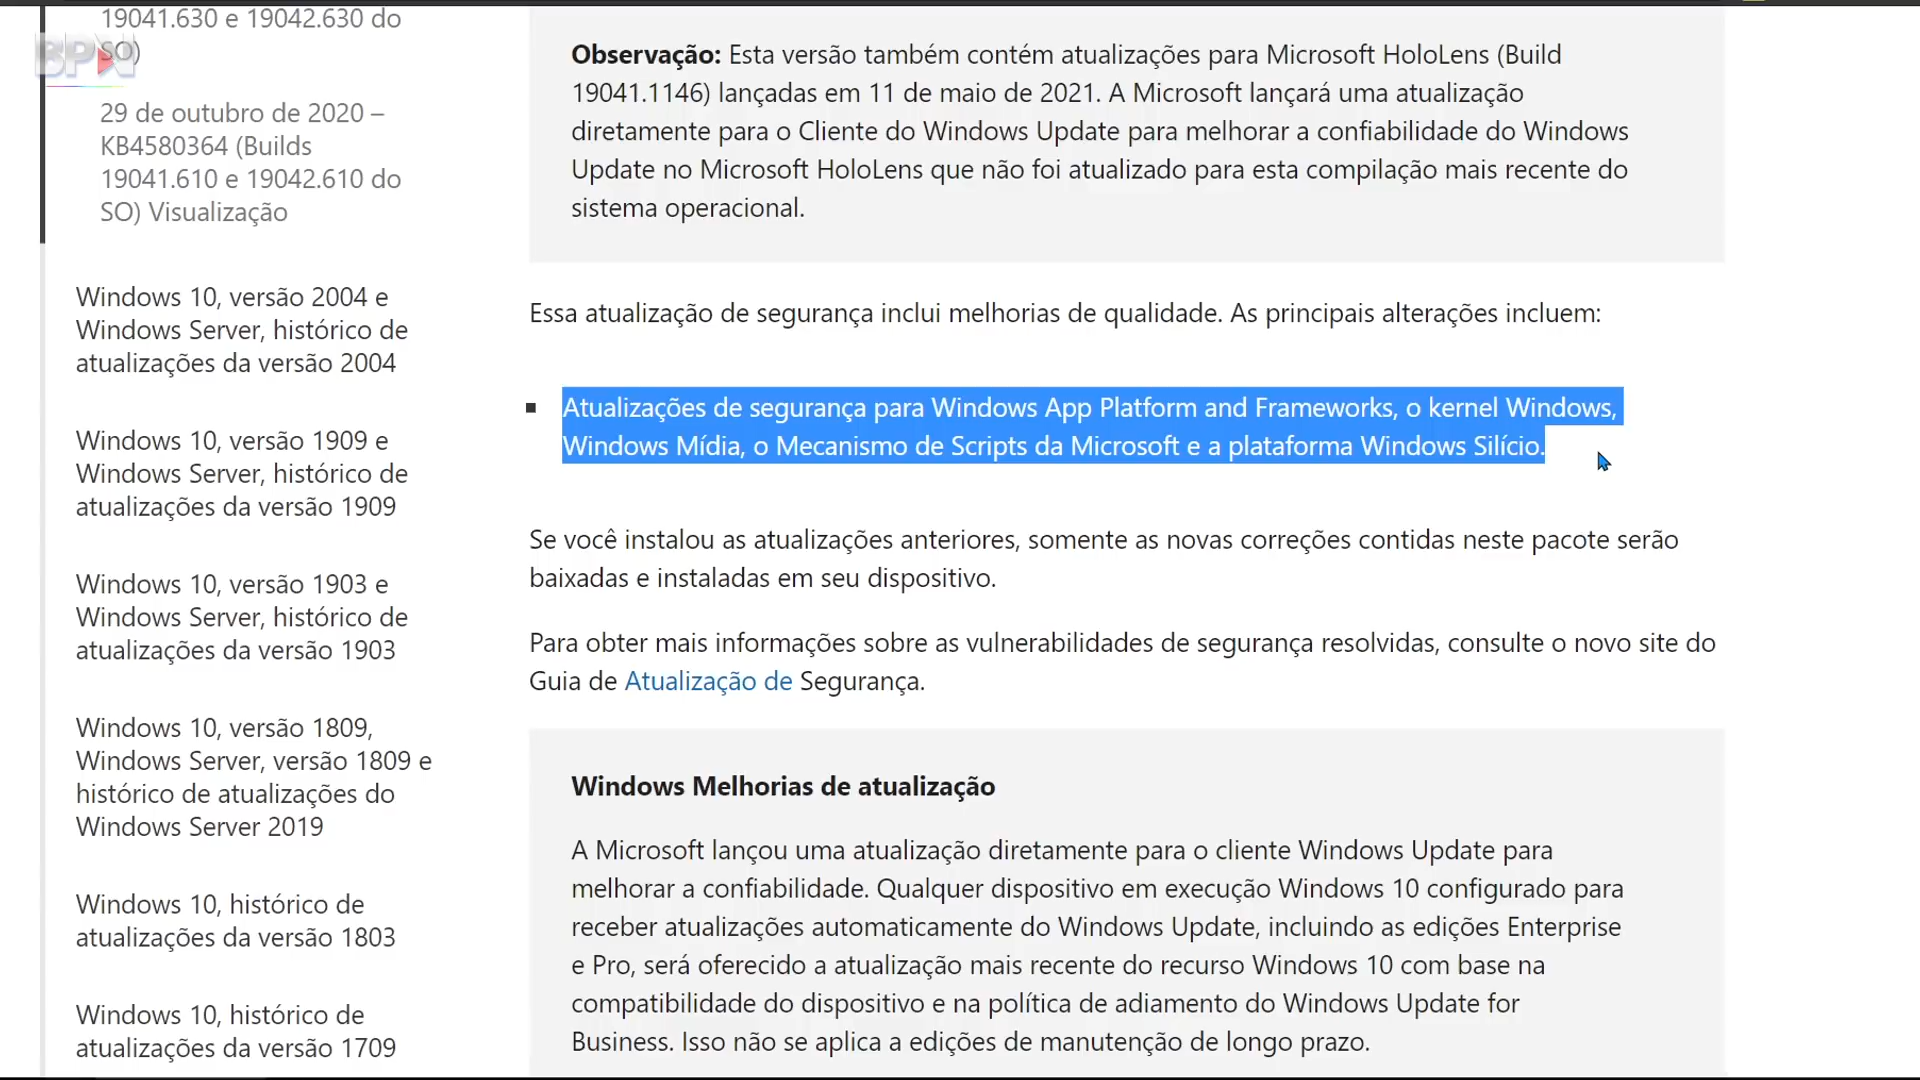 19041.630 e 19042.630 do
SO)
BPN
29 de outubro de 2020 –
KB4580364 (Builds
19041.610 e 19042.610 do
SO) Visualização
Windows 10, versão 2004 e
Windows Server, histórico de
atualizações da versão 2004
Windows 10, versão 1909 e
Windows Server, histórico de
atualizações da versão 1909
Windows 10, versão 1903 e
Windows Server, histórico de
atualizações da versão 1903
Windows 10, versão 1809,
Windows Server, versão 1809 e
histórico de atualizações do
Windows Server 2019
Windows 10, histórico de
atualizações da versão 1803
Windows 10, histórico de
atualizações da versão 1709
Observação: Esta versão também contém atualizações para Microsoft HoloLens (Build
19041.1146) lançadas em 11 de maio de 2021. A Microsoft lançará uma atualização
diretamente para o Cliente do Windows Update para melhorar a confiabilidade do Windows
Update no Microsoft HoloLens que não foi atualizado para esta compilação mais recente do
sistema operacional.
Essa atualização de segurança inclui melhorias de qualidade. As principais alterações incluem:
Atualizações de segurança para Windows App Platform and Frameworks, o kernel Windows,
Windows Mídia, o Mecanismo de Scripts da Microsoft e a plataforma Windows Silício.
Se você instalou as atualizações anteriores, somente as novas correções contidas neste pacote serão
baixadas e instaladas em seu dispositivo.
Para obter mais informações sobre as vulnerabilidades de segurança resolvidas, consulte o novo site do
Guia de Atualização de Segurança.
Windows Melhorias de atualização
A Microsoft lançou uma atualização diretamente para o cliente Windows Update para
melhorar a confiabilidade. Qualquer dispositivo em execução Windows 10 configurado para
receber atualizações automaticamente do Windows Update, incluindo as edições Enterprise
e Pro, será oferecido a atualização mais recente do recurso Windows 10 com base na
compatibilidade do dispositivo e na política de adiamento do Windows Update for
Business. Isso não se aplica a edições de manutenção de longo prazo.